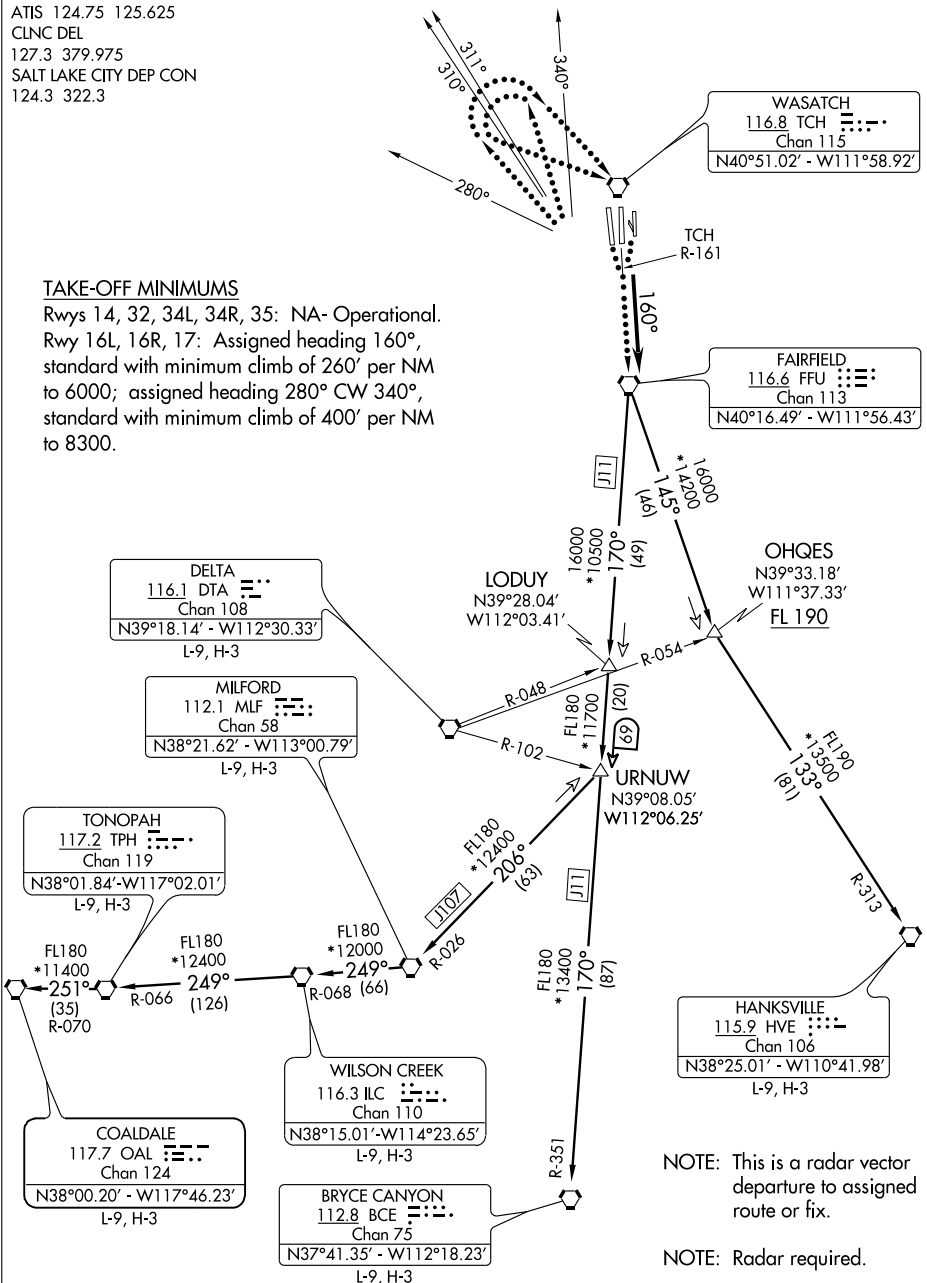 ATIS 124.75 125.625
CLNC DEL
127.3 379.975
SALT LAKE CITY DEP CON
124.3 322.3
311°
310°
340°
280°
WASATCH
116.8 TCH
Chan 115
N40°51.02' - W111°58.92'
TCH
R-161
160°
TAKE-OFF MINIMUMS
Rwys 14, 32, 34L, 34R, 35: NA- Operational.
Rwy 16L, 16R, 17: Assigned heading 160°,
standard with minimum climb of 260' per NM
to 6000; assigned heading 280° CW 340°,
standard with minimum climb of 400' per NM
to 8300.
FAIRFIELD
116.6 FFU
Chan 113
N40°16.49' - W111°56.43'
J11
16000
*10500
170°
(49)
16000
*14200
145°
(46)
OHQES
N39°33.18'
W111°37.33'
FL 190
LODUY
N39°28.04'
W112°03.41'
DELTA
116.1 DTA
Chan 108
N39°18.14' - W112°30.33'
L-9, H-3
R-048
R-054
R-102
FL180
*11700
(20)
69
URNUW
N39°08.05'
W112°06.25'
MILFORD
112.1 MLF
Chan 58
N38°21.62' - W113°00.79'
L-9, H-3
FL190
*13500
133°
(81)
R-313
TONOPAH
117.2 TPH
Chan 119
N38°01.84'-W117°02.01'
L-9, H-3
FL180
*12400
206°
(63)
J107
R-026
J11
FL180
*13400
170°
(87)
R-351
FL180
*11400
251°
(35)
R-070
FL180
*12400
249°
(126)
R-066
FL180
*12000
249°
(66)
R-068
HANKSVILLE
115.9 HVE
Chan 106
N38°25.01' - W110°41.98'
L-9, H-3
WILSON CREEK
116.3 ILC
Chan 110
N38°15.01'-W114°23.65'
L-9, H-3
COALDALE
117.7 OAL
Chan 124
N38°00.20' - W117°46.23'
L-9, H-3
BRYCE CANYON
112.8 BCE
Chan 75
N37°41.35' - W112°18.23'
L-9, H-3
NOTE: This is a radar vector
departure to assigned
route or fix.
NOTE: Radar required.